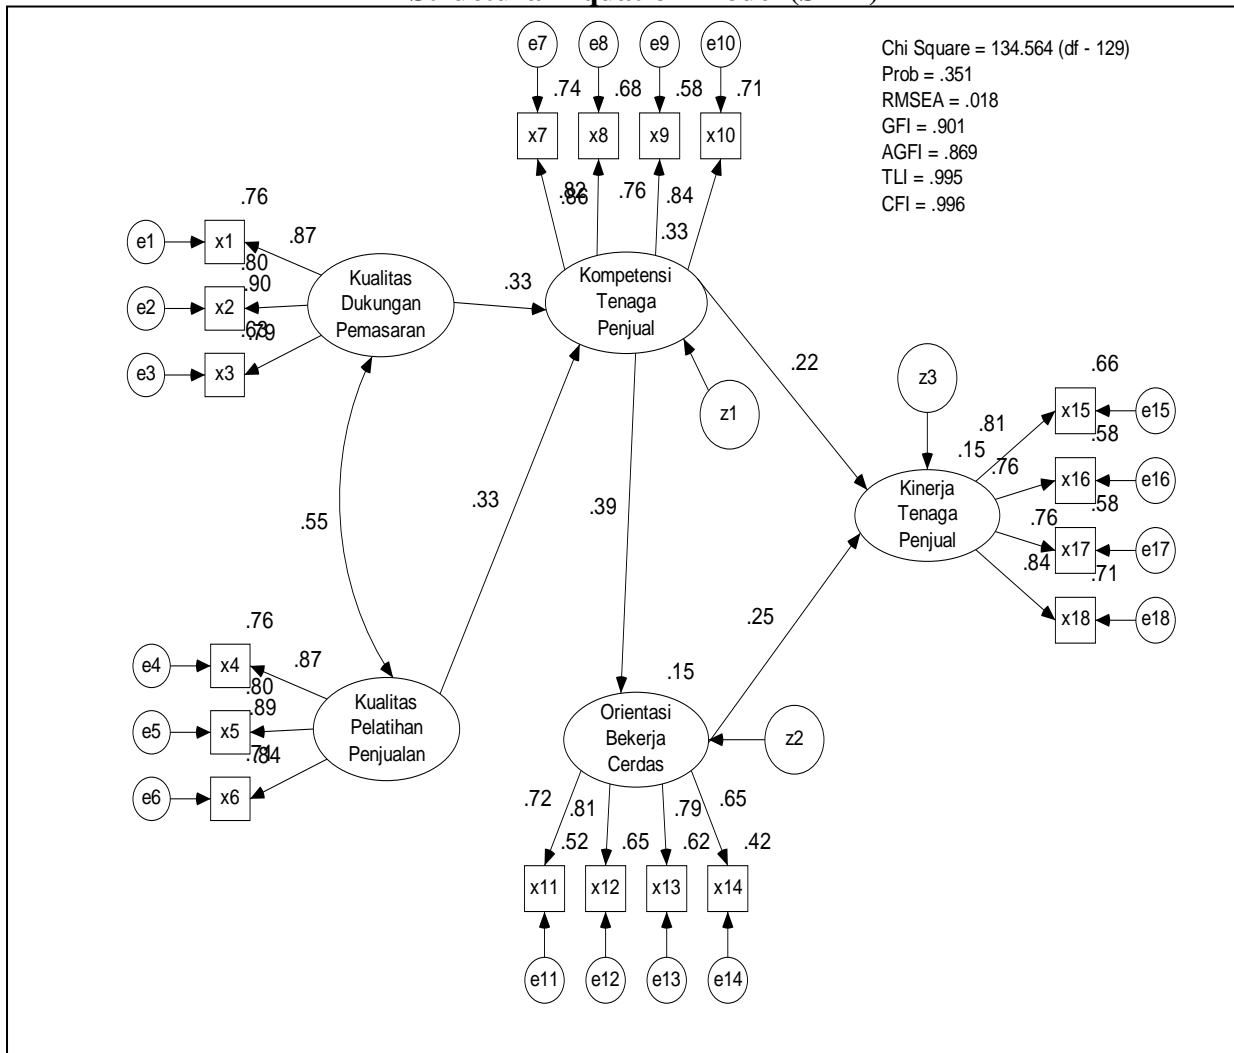 e7 e8 e9 e10
Chi Square = 134.564 (df - 129)
Prob = .351
RMSEA = .018
GFI = .901
AGFI = .869
TLI = .995
CFI = .996
.74 .68 .58 .71
x7 x8 x9 x10
.82 .86 .76 .84
.33
.76
e1 x1 .87
.80
.90
e2 x2
.63 .79
e3 x3
Kualitas
Dukungan
Pemasaran
.33
Kompetensi
Tenaga
Penjual
z1
.22
z3
.66
x15 e15
.81
.58
.15 .76
x16 e16
.58
.76
x17 e17
.84 .71
x18 e18
Kinerja
Tenaga
Penjual
.55
.33
.39
.25
.76
e4 x4 .87
.80
.89
e5 x5
.71 .84
e6 x6
Kualitas
Pelatihan
Penjualan
.15
Orientasi
Bekerja
Cerdas
z2
.72 .81 .79 .65
.52 .65 .62 .42
x11 x12 x13 x14
e11 e12 e13 e14